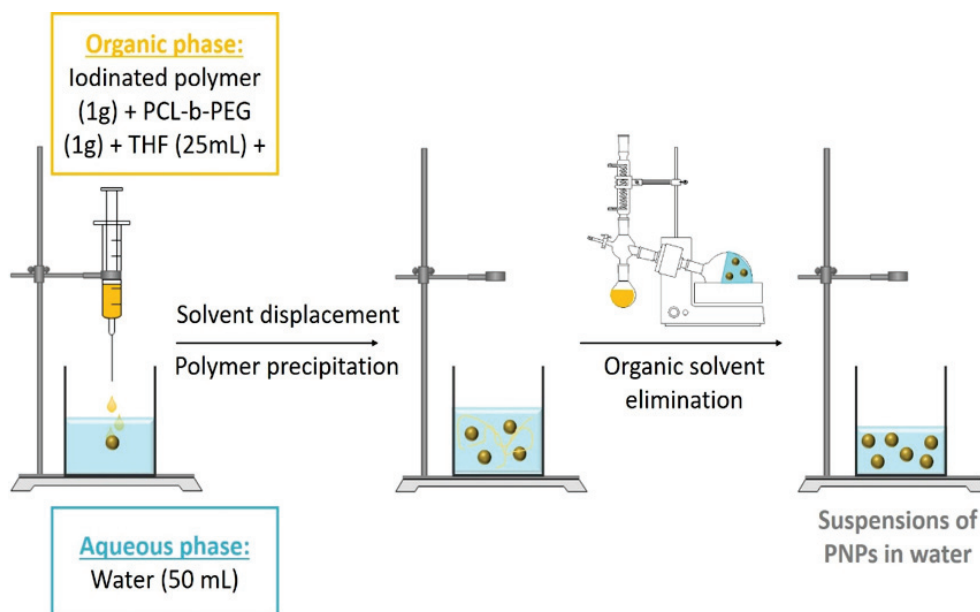 Organic phase:
Iodinated polymer
(1g) + PCL-b-PEG
(1g) + THF (25mL) +
Solvent displacement
Polymer precipitation
Organic solvent
elimination
Aqueous phase:
Water (50 mL)
Suspensions of
PNPs in water